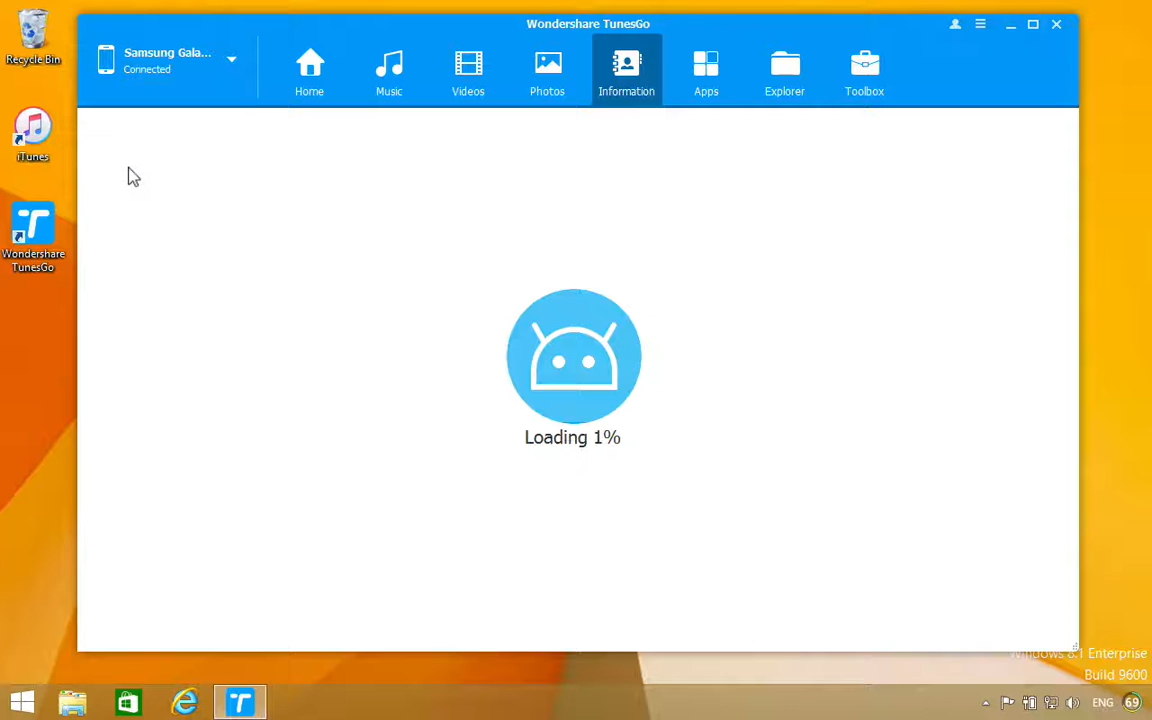 Wondershare TunesGo
Samsung Gala...
Connected
Home
Music
Videos
Photos
Information
Apps
Explorer
Toolbox
Recycle Bin
iTunes
Wondershare
TunesGo
Loading 1%
Windows 8.1 Enterprise
Build 9600
ENG
69